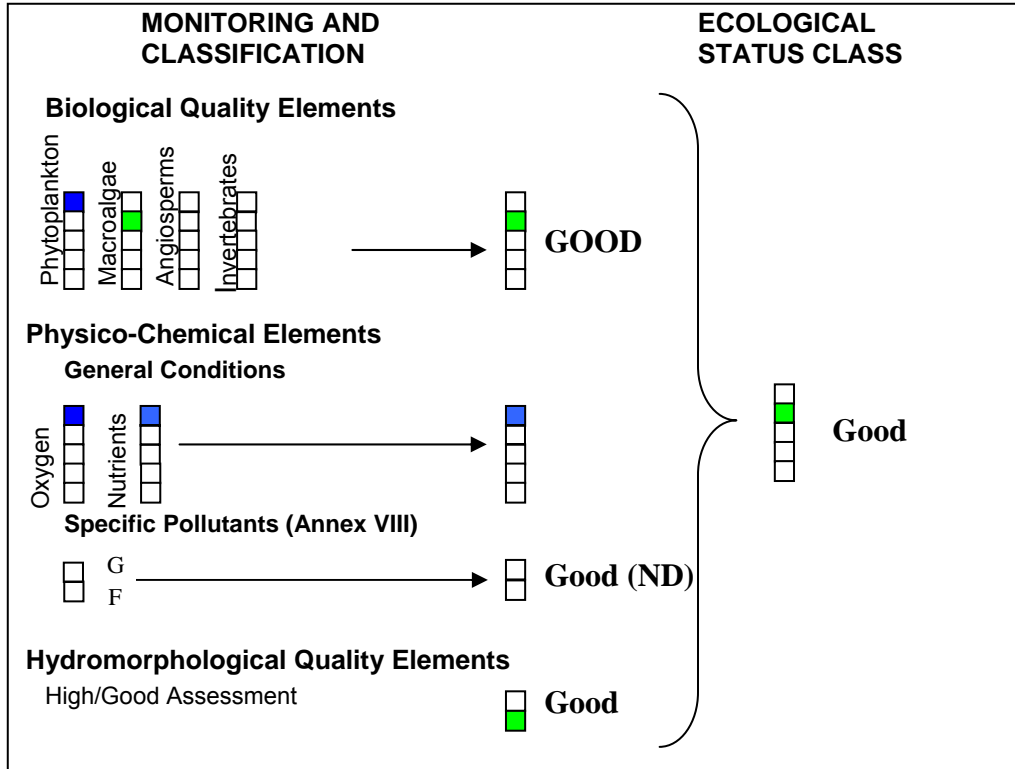 MONITORING AND
CLASSIFICATION
ECOLOGICAL
STATUS CLASS
Biological Quality Elements
Phytoplankton
Macroalgae
Angiosperms
Invertebrates
GOOD
Physico-Chemical Elements
General Conditions
Oxygen
Nutrients
Good
Specific Pollutants (Annex VIII)
G
F
Good (ND)
Hydromorphological Quality Elements
High/Good Assessment
Good